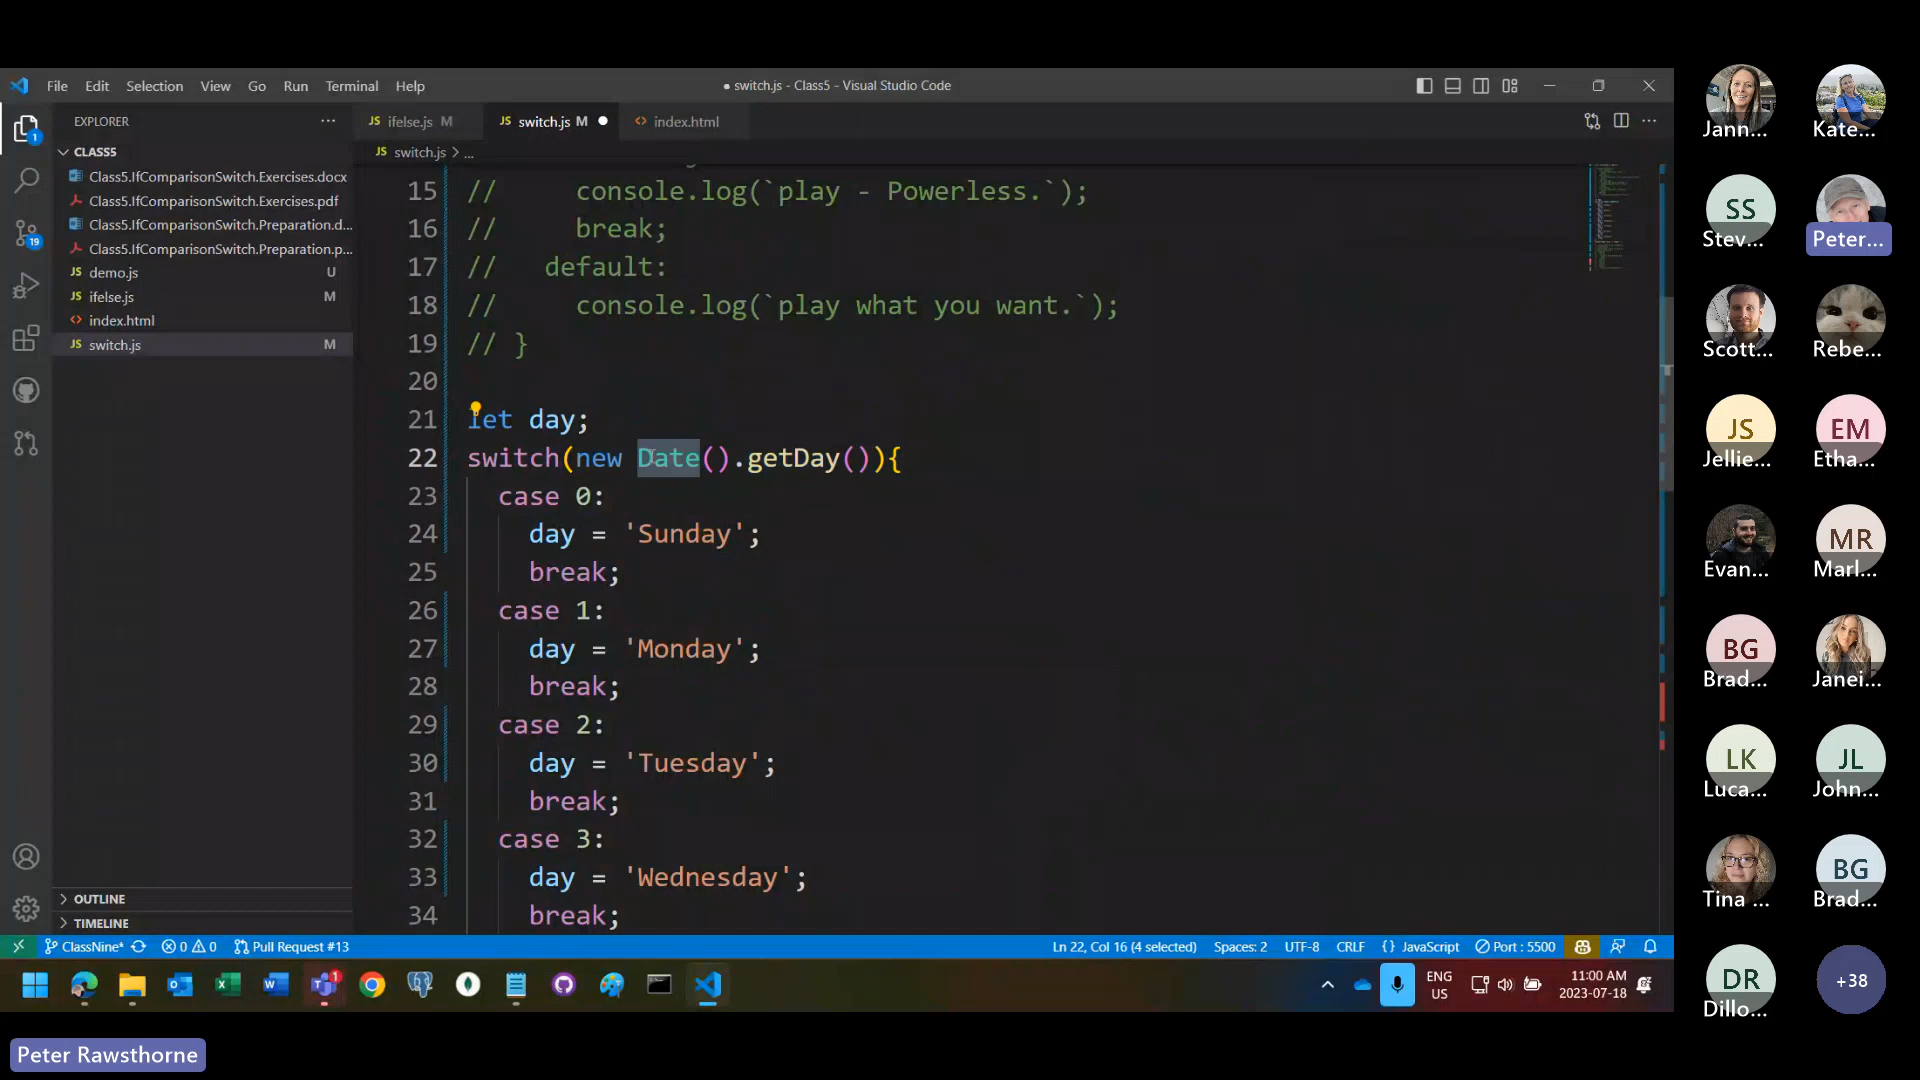 File Edit Selection View Go Run Terminal Help
● switch.js - Class5 - Visual Studio Code
EXPLORER
CLASS5
Class5.IfComparisonSwitch.Exercises.docx
Class5.IfComparisonSwitch.Exercises.pdf
Class5.IfComparisonSwitch.Preparation.d...
Class5.IfComparisonSwitch.Preparation.p...
JS demo.js U
JS ifelse.js M
<> index.html
JS switch.js M
OUTLINE
TIMELINE
1
19
JS ifelse.js M
JS switch.js M
<> index.html
JS switch.js > ...
15 // console.log(`play - Powerless.`);
16 // break;
17 // default:
18 // console.log(`play what you want.`);
19 // }
20
21 let day;
22 switch(new Date().getDay()){
23 case 0:
24 day = 'Sunday';
25 break;
26 case 1:
27 day = 'Monday';
28 break;
29 case 2:
30 day = 'Tuesday';
31 break;
32 case 3:
33 day = 'Wednesday';
34 break;
ClassNine* 0 0 Pull Request #13
Ln 22, Col 16 (4 selected) Spaces: 2 UTF-8 CRLF {} JavaScript Port : 5500
1
ENG
US
11:00 AM
2023-07-18
Peter Rawsthorne
Jann...
Kate...
SS
Stev...
Peter...
Scott...
Rebe...
JS
Jellie...
EM
Etha...
Evan...
MR
Marl...
BG
Brad...
Janei...
LK
Luca...
JL
John...
Tina ...
BG
Brad...
DR
Dillo...
+38